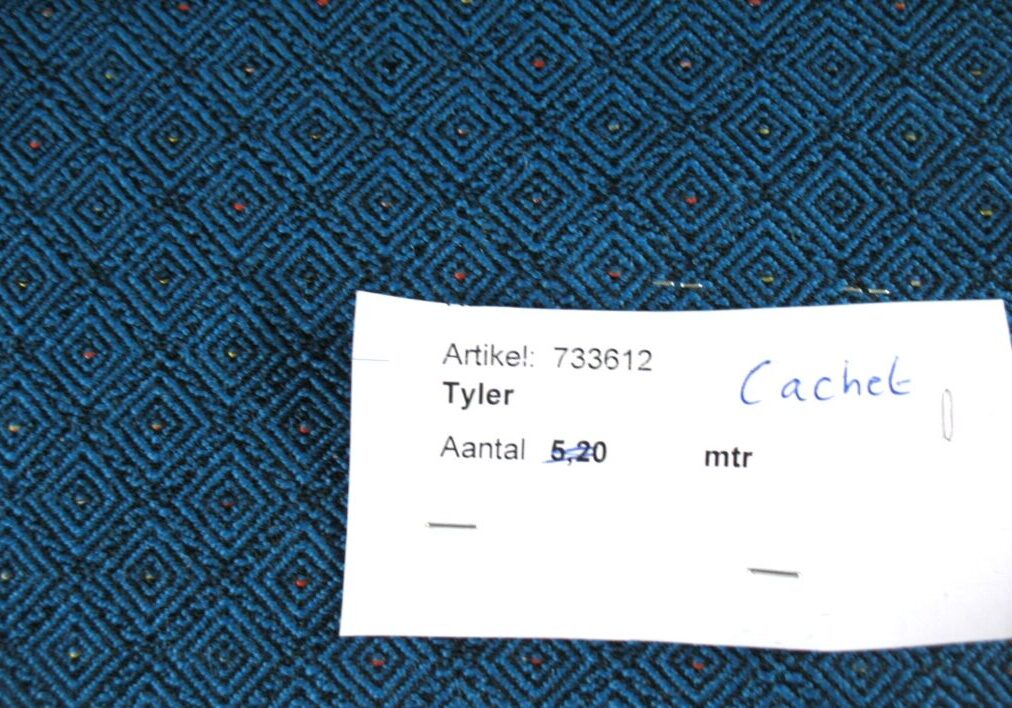 Artikel: 733612
Tyler
Cachet
Aantal 5,20 mtr